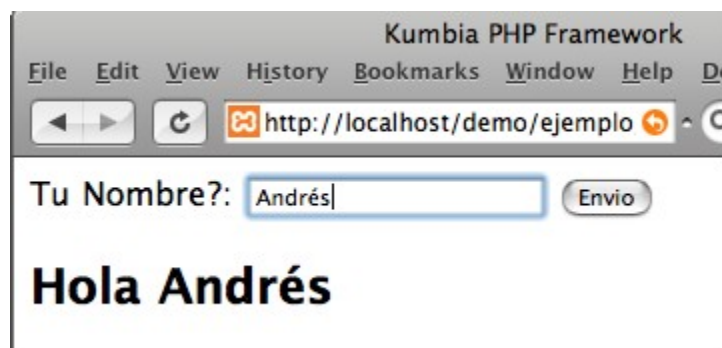 Kumbia PHP Framework
File Edit View History Bookmarks Window Help
http://localhost/demo/ejemplo
Tu Nombre?: Andrés Envio
Hola Andrés